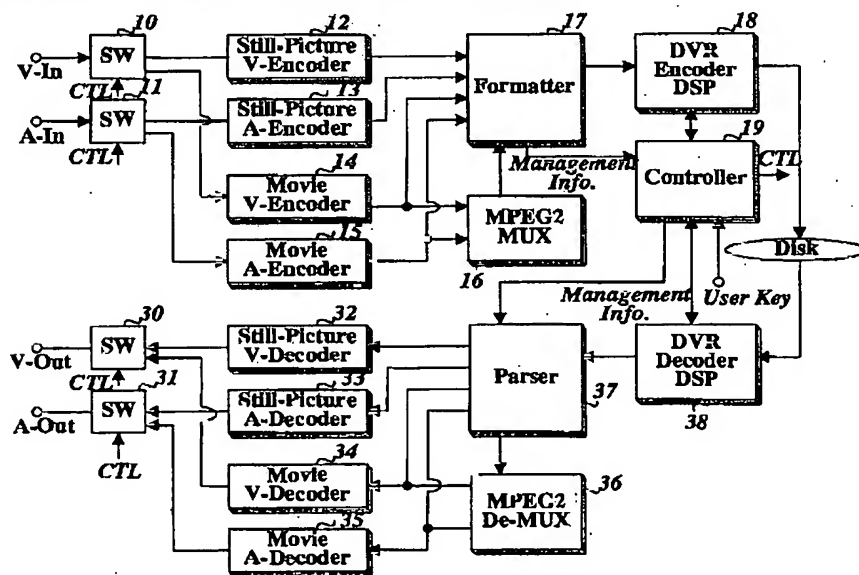 10
SW
V-In
CTL
11
SW
A-In
CTL
12
Still-Picture
V-Encoder
13
Still-Picture
A-Encoder
14
Movie
V-Encoder
15
Movie
A-Encoder
17
Formatter
MPEG2
MUX
16
18
DVR
Encoder
DSP
19
Management
Info.
Controller
CTL
Disk
User Key
Management
Info.
30
SW
V-Out
CTL
31
SW
A-Out
CTL
32
Still-Picture
V-Decoder
33
Still-Picture
A-Decoder
34
Movie
V-Decoder
35
Movie
A-Decoder
Parser
37
DVR
Decoder
DSP
38
MPEG2
De-MUX
36